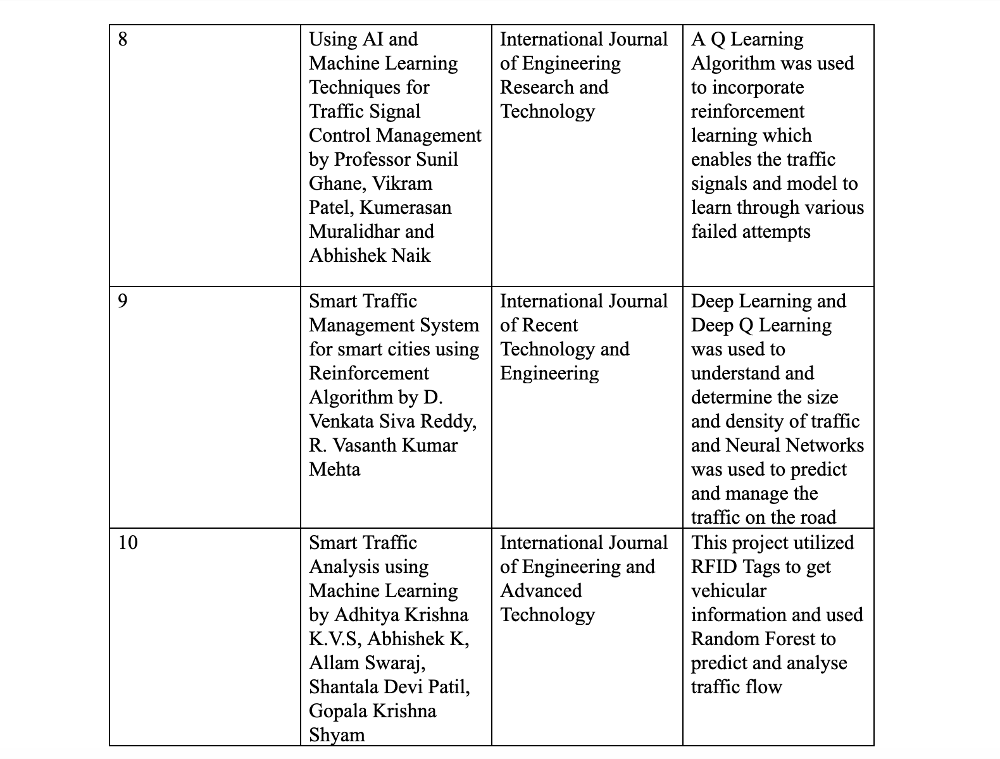 8
Using AI and
Machine Learning
Techniques for
Traffic Signal
Control Management
by Professor Sunil
Ghane, Vikram
Patel, Kumerasan
Muralidhar and
Abhishek Naik
International Journal
of Engineering
Research and
Technology
A Q Learning
Algorithm was used
to incorporate
reinforcement
learning which
enables the traffic
signals and model to
learn through various
failed attempts
9
Smart Traffic
Management System
for smart cities using
Reinforcement
Algorithm by D.
Venkata Siva Reddy,
R. Vasanth Kumar
Mehta
International Journal
of Recent
Technology and
Engineering
Deep Learning and
Deep Q Learning
was used to
understand and
determine the size
and density of traffic
and Neural Networks
was used to predict
and manage the
traffic on the road
10
Smart Traffic
Analysis using
Machine Learning
by Adhitya Krishna
K.V.S, Abhishek K,
Allam Swaraj,
Shantala Devi Patil,
Gopala Krishna
Shyam
International Journal
of Engineering and
Advanced
Technology
This project utilized
RFID Tags to get
vehicular
information and used
Random Forest to
predict and analyse
traffic flow